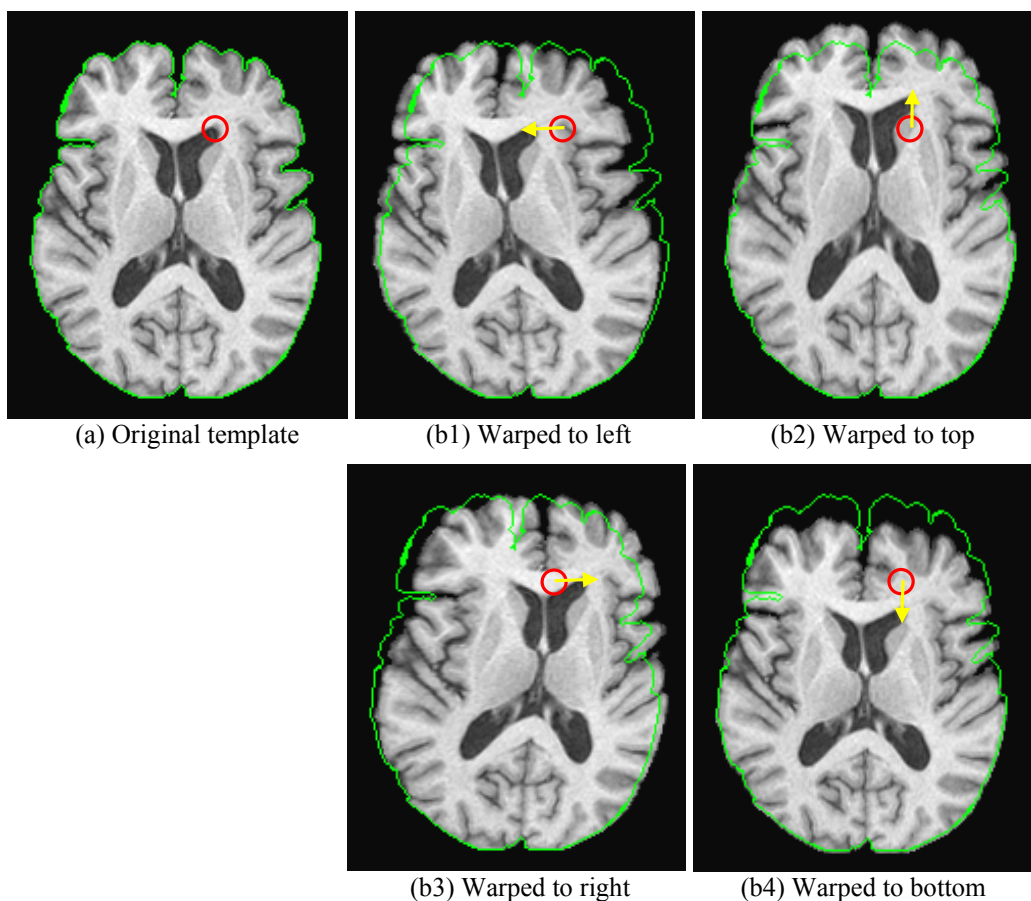 (a) Original template
(b1) Warped to left
(b2) Warped to top
(b3) Warped to right
(b4) Warped to bottom